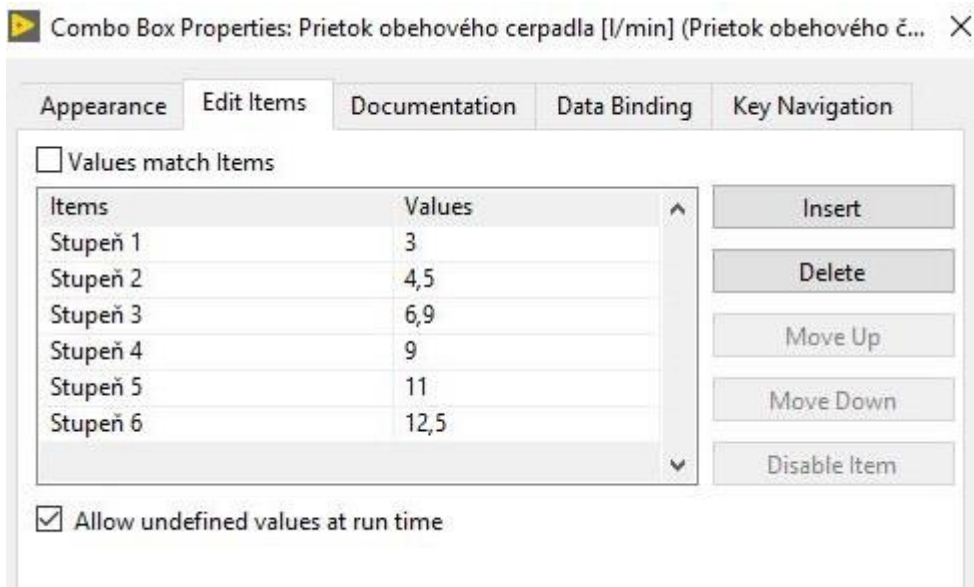 Combo Box Properties: Prietok obehového cerpadla [l/min] (Prietok obehového č...
Appearance Edit Items Documentation Data Binding Key Navigation
Values match Items
Items Values
Stupeň 1 3
Stupeň 2 4,5
Stupeň 3 6,9
Stupeň 4 9
Stupeň 5 11
Stupeň 6 12,5
Insert
Delete
Move Up
Move Down
Disable Item
Allow undefined values at run time